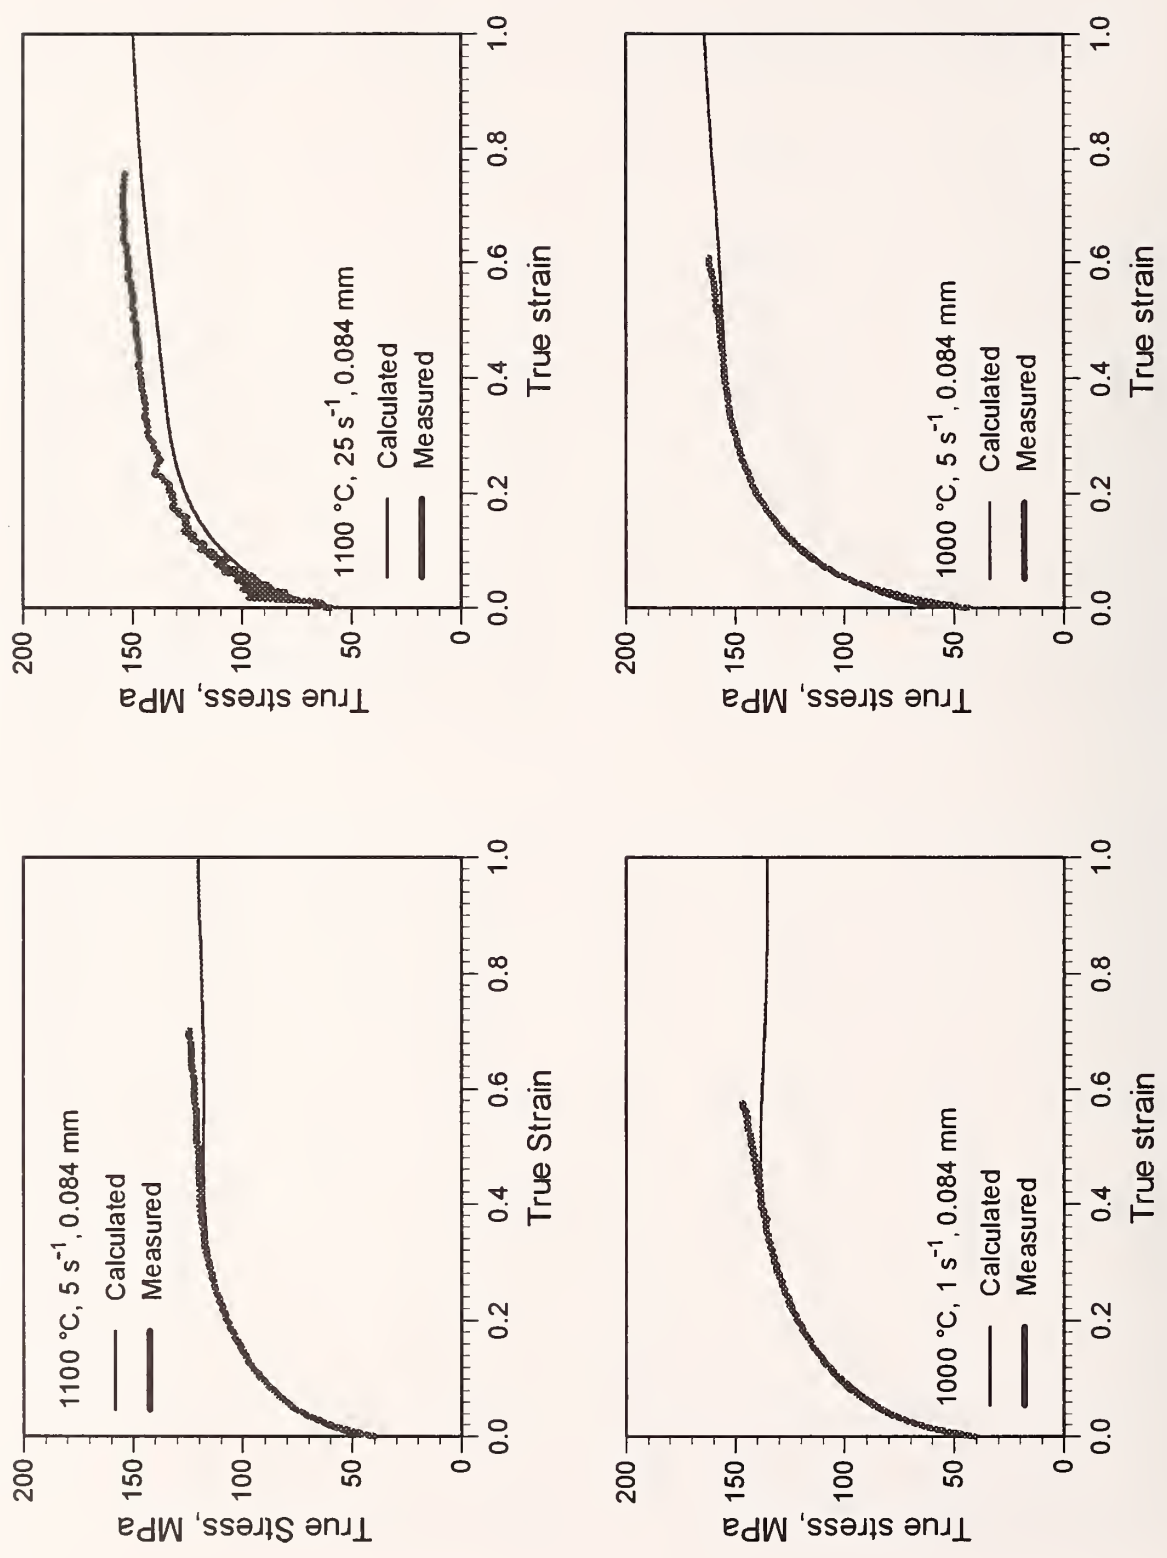 True Stress, MPa
200
150
100
50
0
1100 °C, 5 s⁻¹, 0.084 mm
Calculated
Measured
0.0 0.2 0.4 0.6 0.8 1.0
True Strain
True stress, MPa
200
150
100
50
0
1100 °C, 25 s⁻¹, 0.084 mm
Calculated
Measured
0.0 0.2 0.4 0.6 0.8 1.0
True strain
True stress, MPa
200
150
100
50
0
1000 °C, 1 s⁻¹, 0.084 mm
Calculated
Measured
0.0 0.2 0.4 0.6 0.8 1.0
True strain
True stress, MPa
200
150
100
50
0
1000 °C, 5 s⁻¹, 0.084 mm
Calculated
Measured
0.0 0.2 0.4 0.6 0.8 1.0
True strain